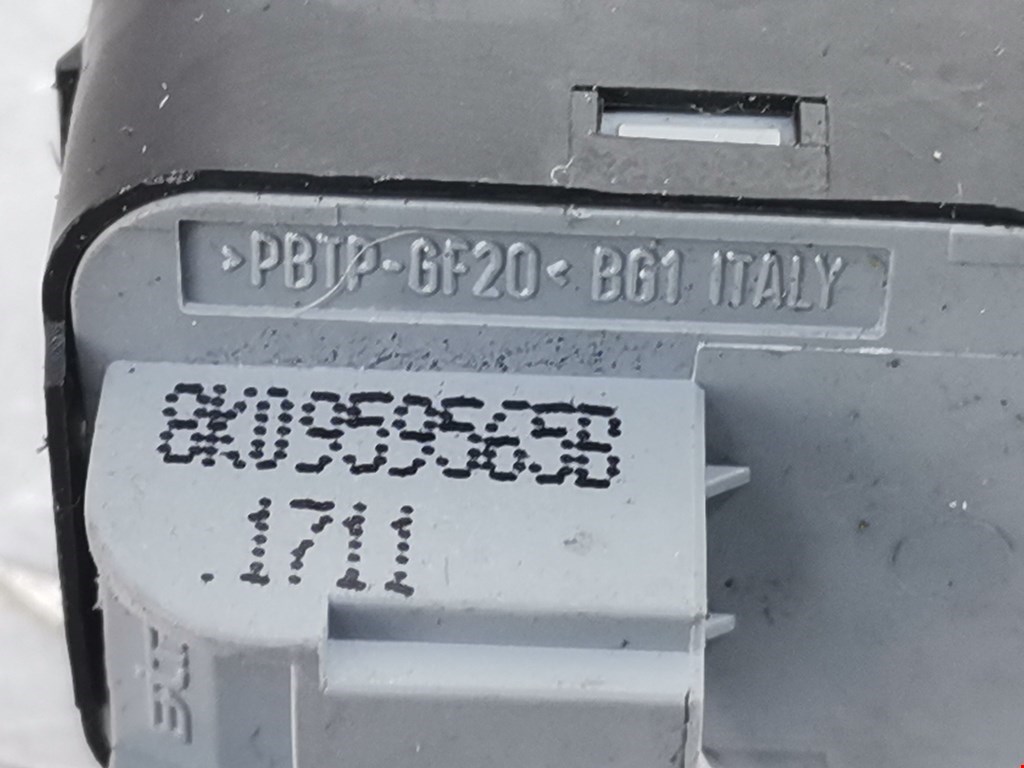 >PBTP-GF20< BG1 ITALY
8K0959565B
.1711